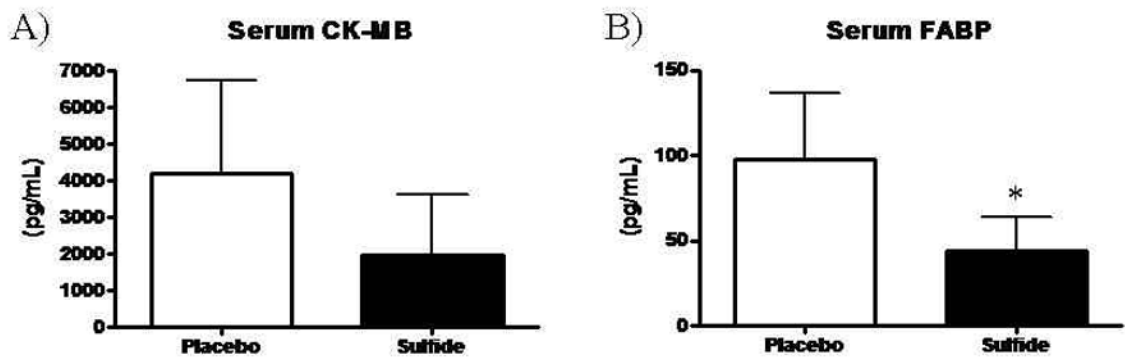 A)
Serum CK-MB
7000
6000
5000
4000
3000
2000
1000
0
(pg/mL)
Placebo
Sulfide
B)
Serum FABP
150
100
50
0
(pg/mL)
*
Placebo
Sulfide